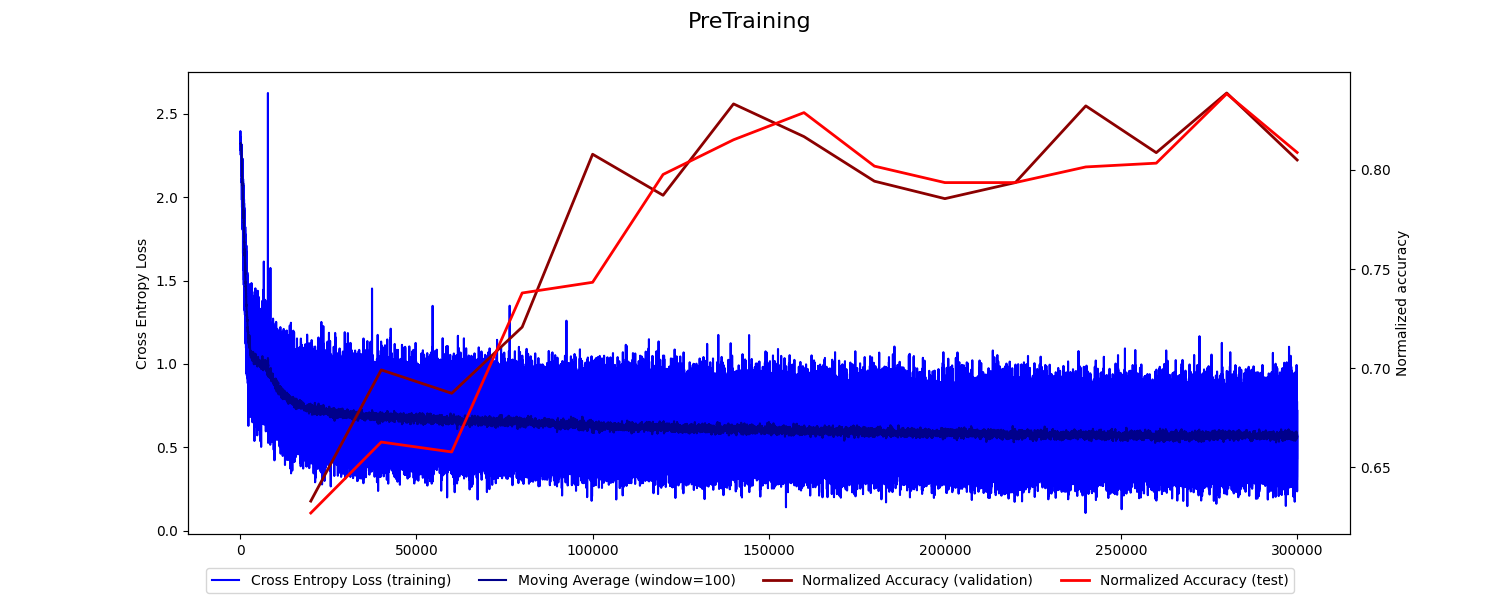 PreTraining
Cross Entropy Loss
2.5
2.0
1.5
1.0
0.5
0.0
0.80
0.75
0.70
0.65
Normalized accuracy
0 50000 100000 150000 200000 250000 300000
Cross Entropy Loss (training) Moving Average (window=100) Normalized Accuracy (validation) Normalized Accuracy (test)